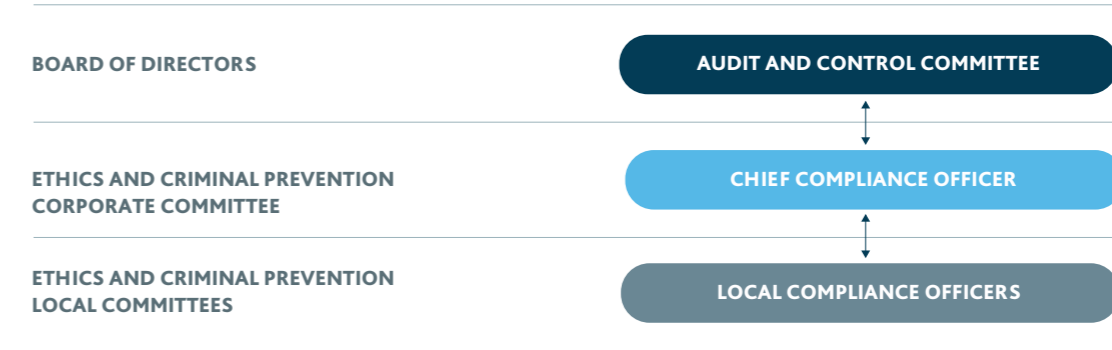 BOARD OF DIRECTORS
AUDIT AND CONTROL COMMITTEE
ETHICS AND CRIMINAL PREVENTION
CORPORATE COMMITTEE
CHIEF COMPLIANCE OFFICER
ETHICS AND CRIMINAL PREVENTION
LOCAL COMMITTEES
LOCAL COMPLIANCE OFFICERS